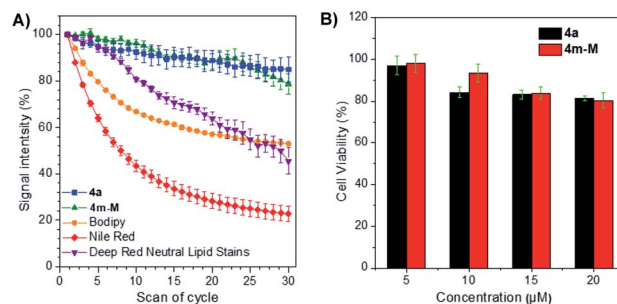 A)
Signal intentsity (%)
100
80
60
40
20
0
4a
4m-M
Bodipy
Nile Red
Deep Red Neutral Lipid Stains
0 5 10 15 20 25 30
Scan of cycle
B)
Cell Viability (%)
120
100
80
60
40
20
0
4a
4m-M
5 10 15 20
Concentration (μM)